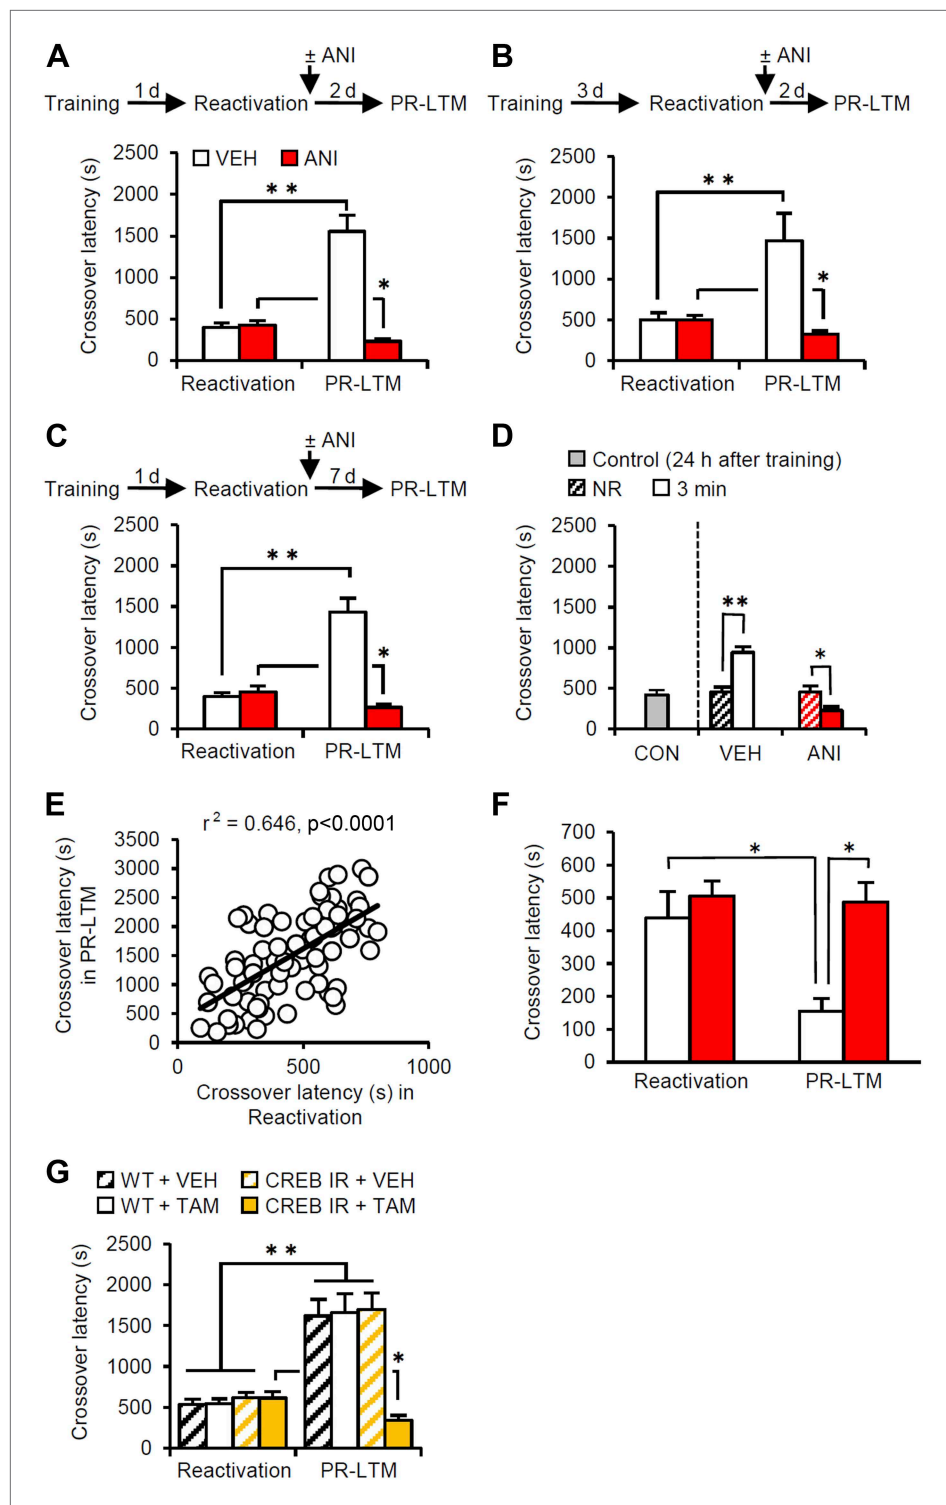 A
± ANI
Training 1 d Reactivation 2 d PR-LTM
2500
2000
1500
1000
500
0
Crossover latency (s)
VEH ANI
* *
*
Reactivation PR-LTM
B
± ANI
Training 3 d Reactivation 2 d PR-LTM
2500
2000
1500
1000
500
0
Crossover latency (s)
* *
*
Reactivation PR-LTM
C
± ANI
Training 1 d Reactivation 7 d PR-LTM
2500
2000
1500
1000
500
0
Crossover latency (s)
* *
*
Reactivation PR-LTM
D
Control (24 h after training)
NR 3 min
2500
2000
1500
1000
500
0
Crossover latency (s)
**
*
CON VEH ANI
E
r² = 0.646, p<0.0001
3500
3000
2500
2000
1500
1000
500
0
Crossover latency (s)
in PR-LTM
0 500 1000
Crossover latency (s) in
Reactivation
F
700
600
500
400
300
200
100
0
Crossover latency (s)
*
*
Reactivation PR-LTM
G
WT + VEH CREB IR + VEH
WT + TAM CREB IR + TAM
2500
2000
1500
1000
500
0
Crossover latency (s)
* *
*
Reactivation PR-LTM